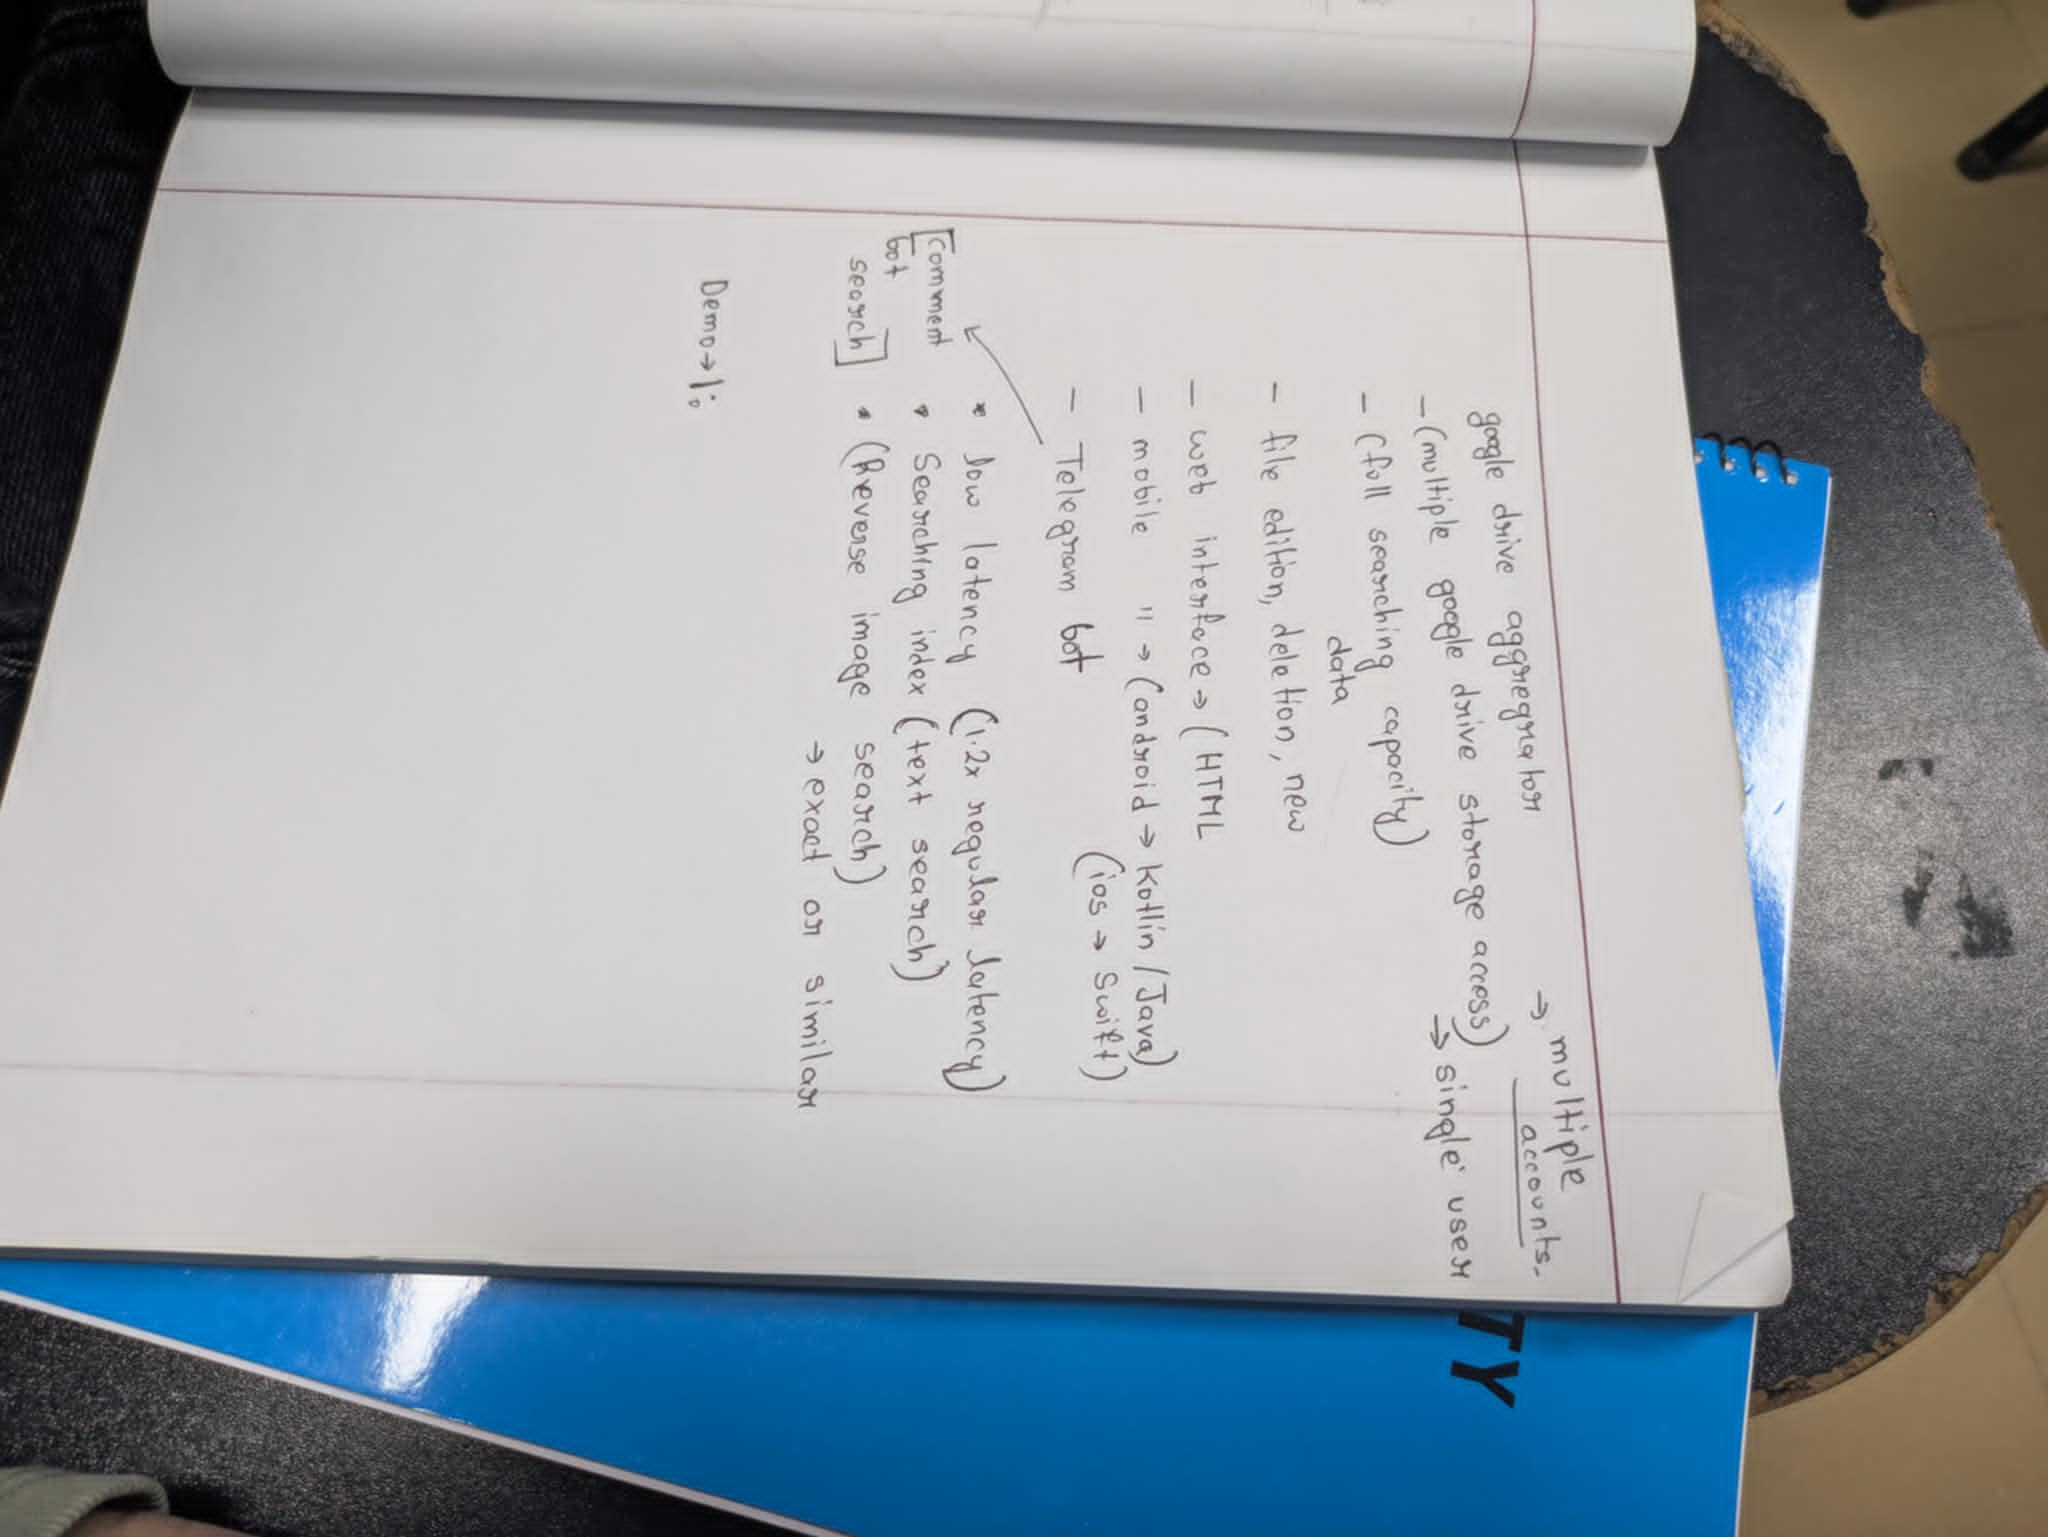 google drive aggregator → multiple
accounts.
- (multiple google drive storage access)
→ single user
- (full searching capacity)
data
- file edition, deletion, new
- web interface → (HTML
- mobile " → (android → kotlin / Java)
(ios → swift)
- Telegram bot
[comment
bot
search]
* low latency (1.2x regular latency)
• Searching index (text search)
• (Reverse image search)
→ exact or similar
Demo → 1:
TY